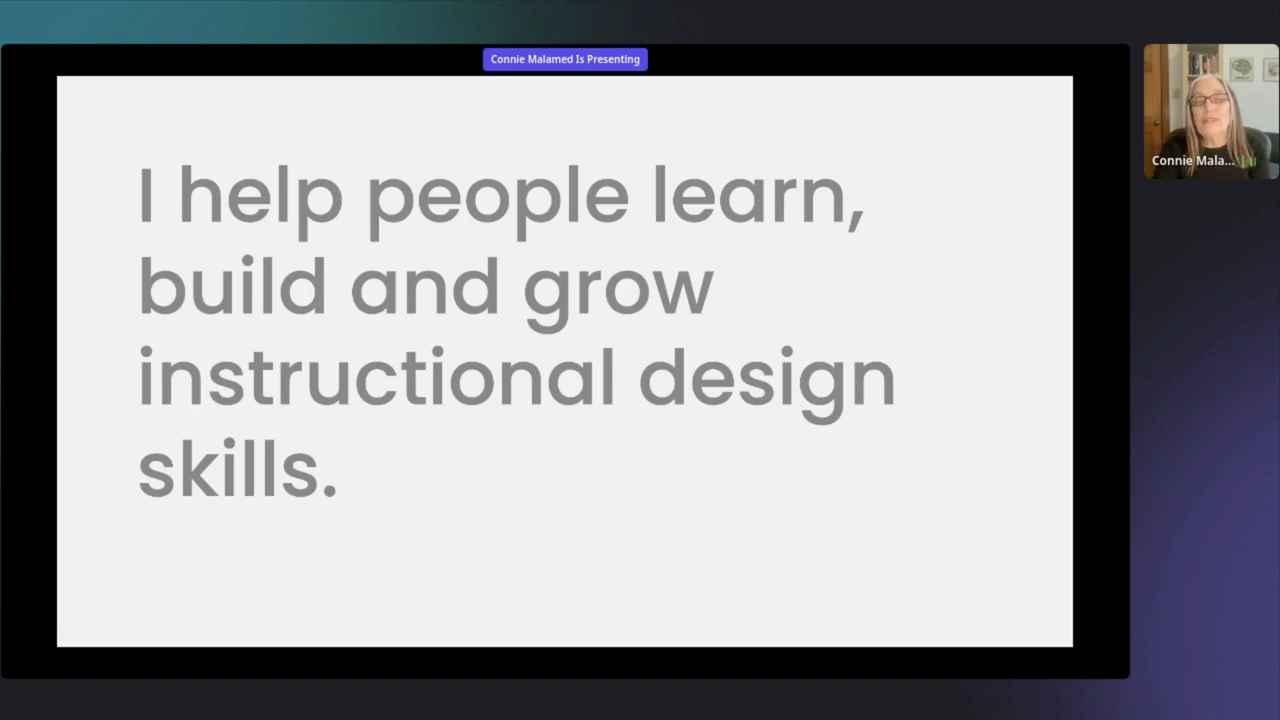 Connie Malamed Is Presenting
I help people learn,
build and grow
instructional design
skills.
Connie Mala...